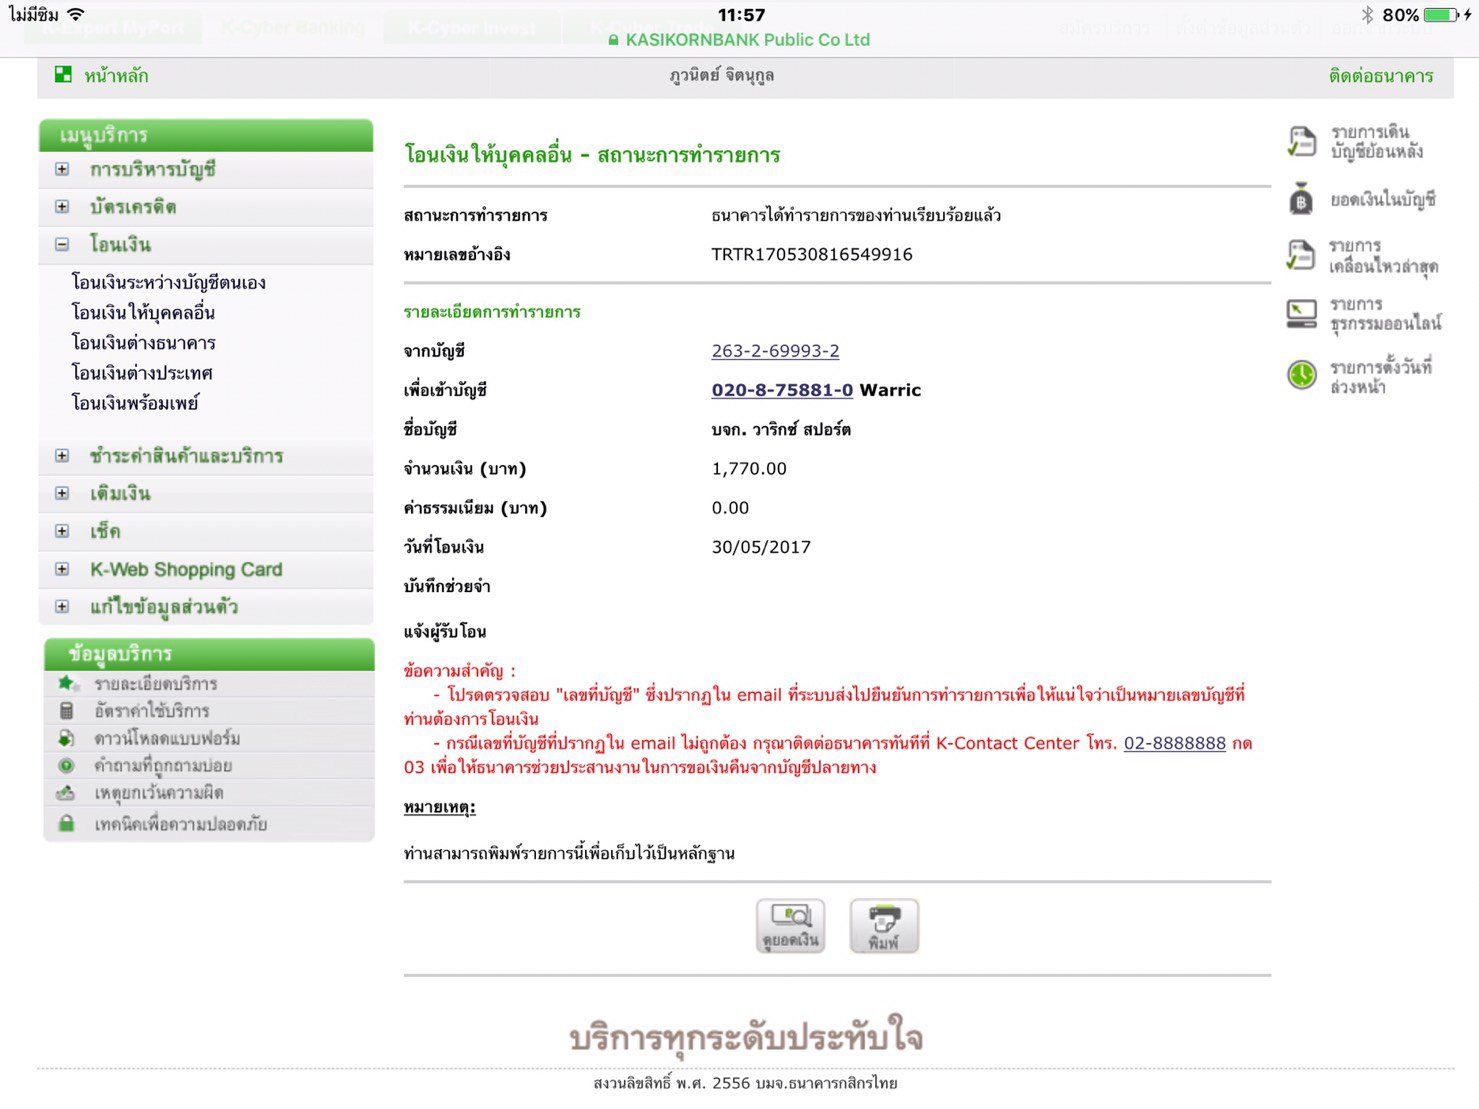 ไม่มีซิม
11:57
80%
KASIKORNBANK Public Co Ltd
K-Expert MyPort
K-Cyber Banking
K-Cyber Invest
หน้าหลัก
ภูวนิตย์ จิตนุกูล
ติดต่อธนาคาร
เมนูบริการ
การบริหารบัญชี
บัตรเครดิต
โอนเงิน
โอนเงินระหว่างบัญชีตนเอง
โอนเงินให้บุคคลอื่น
โอนเงินต่างธนาคาร
โอนเงินต่างประเทศ
โอนเงินพร้อมเพย์
ชำระค่าสินค้าและบริการ
เติมเงิน
เช็ค
K-Web Shopping Card
แก้ไขข้อมูลส่วนตัว
ข้อมูลบริการ
รายละเอียดบริการ
อัตราค่าใช้บริการ
ดาวน์โหลดแบบฟอร์ม
คำถามที่ถูกถามบ่อย
เหตุยกเว้นความผิด
เทคนิคเพื่อความปลอดภัย
โอนเงินให้บุคคลอื่น - สถานะการทำรายการ
สถานะการทำรายการ ธนาคารได้ทำรายการของท่านเรียบร้อยแล้ว
หมายเลขอ้างอิง TRTR170530816549916
รายละเอียดการทำรายการ
จากบัญชี 263-2-69993-2
เพื่อเข้าบัญชี 020-8-75881-0 Warric
ชื่อบัญชี บจก. วาริกซ์ สปอร์ต
จำนวนเงิน (บาท) 1,770.00
ค่าธรรมเนียม (บาท) 0.00
วันที่โอนเงิน 30/05/2017
บันทึกช่วยจำ
แจ้งผู้รับโอน
ข้อความสำคัญ :
- โปรดตรวจสอบ "เลขที่บัญชี" ซึ่งปรากฏใน email ที่ระบบส่งไปยืนยันการทำรายการเพื่อให้แน่ใจว่าเป็นหมายเลขบัญชีที่
ท่านต้องการโอนเงิน
- กรณีเลขที่บัญชีที่ปรากฏใน email ไม่ถูกต้อง กรุณาติดต่อธนาคารทันทีที่ K-Contact Center โทร. 02-8888888 กด
03 เพื่อให้ธนาคารช่วยประสานงานในการขอเงินคืนจากบัญชีปลายทาง
หมายเหตุ:
ท่านสามารถพิมพ์รายการนี้เพื่อเก็บไว้เป็นหลักฐาน
ดูยอดเงิน
พิมพ์
รายการเดิน
บัญชีย้อนหลัง
ยอดเงินในบัญชี
รายการ
เคลื่อนไหวล่าสุด
รายการ
ธุรกรรมออนไลน์
รายการตั้งวันที่
ล่วงหน้า
บริการทุกระดับประทับใจ
สงวนลิขสิทธิ์ พ.ศ. 2556 บมจ.ธนาคารกสิกรไทย